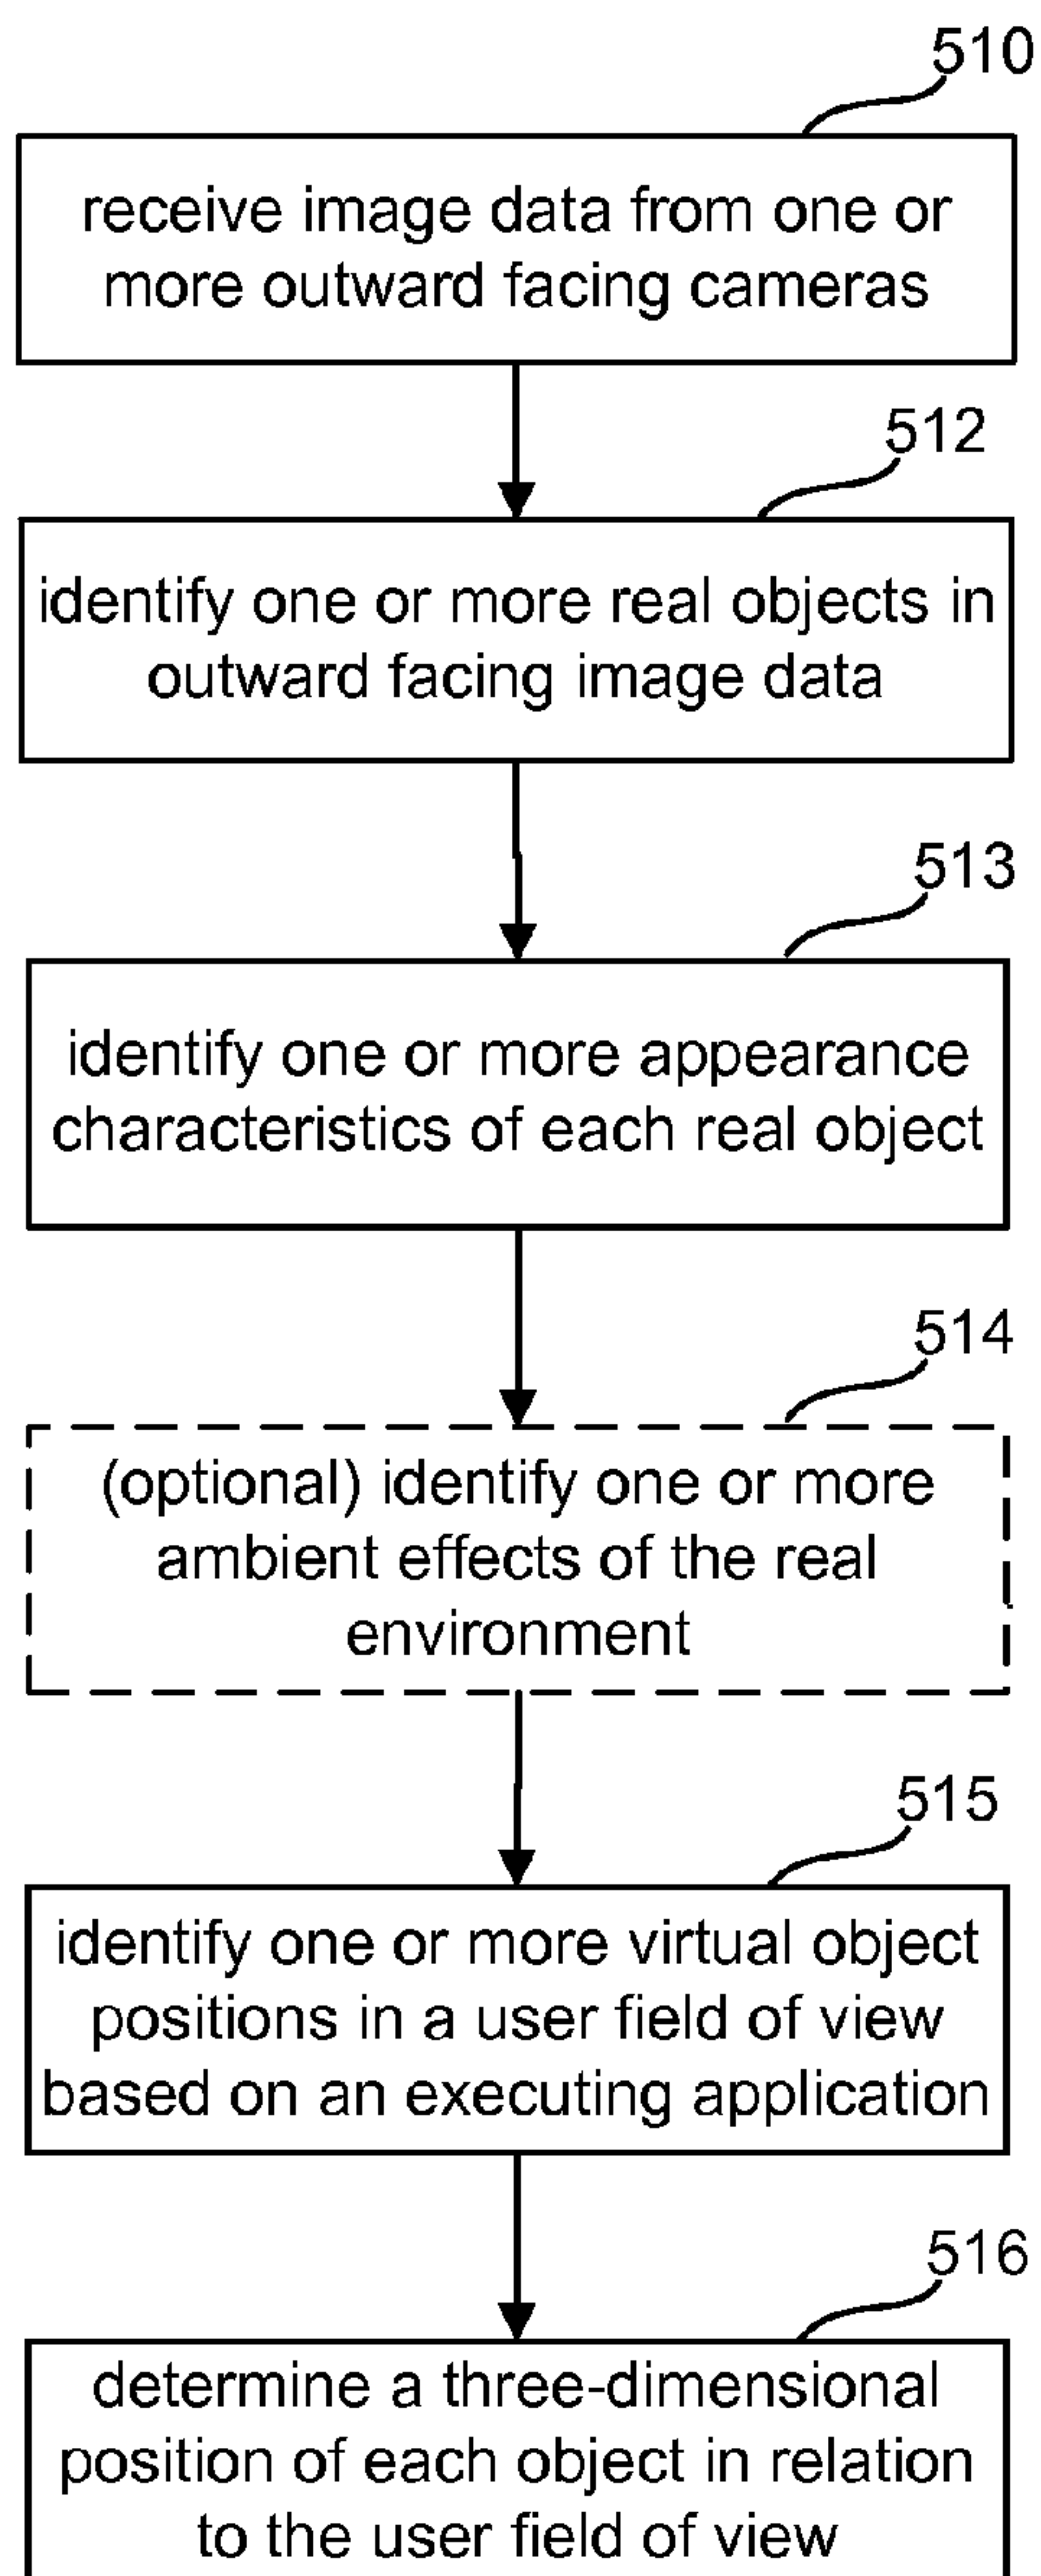 510
receive image data from one or
more outward facing cameras
512
identify one or more real objects in
outward facing image data
513
identify one or more appearance
characteristics of each real object
514
(optional) identify one or more
ambient effects of the real
environment
515
identify one or more virtual object
positions in a user field of view
based on an executing application
516
determine a three-dimensional
position of each object in relation
to the user field of view